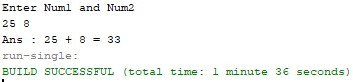 Enter Num1 and Num2
25 8
Ans : 25 + 8 = 33
run-single:
BUILD SUCCESSFUL (total time: 1 minute 36 seconds)